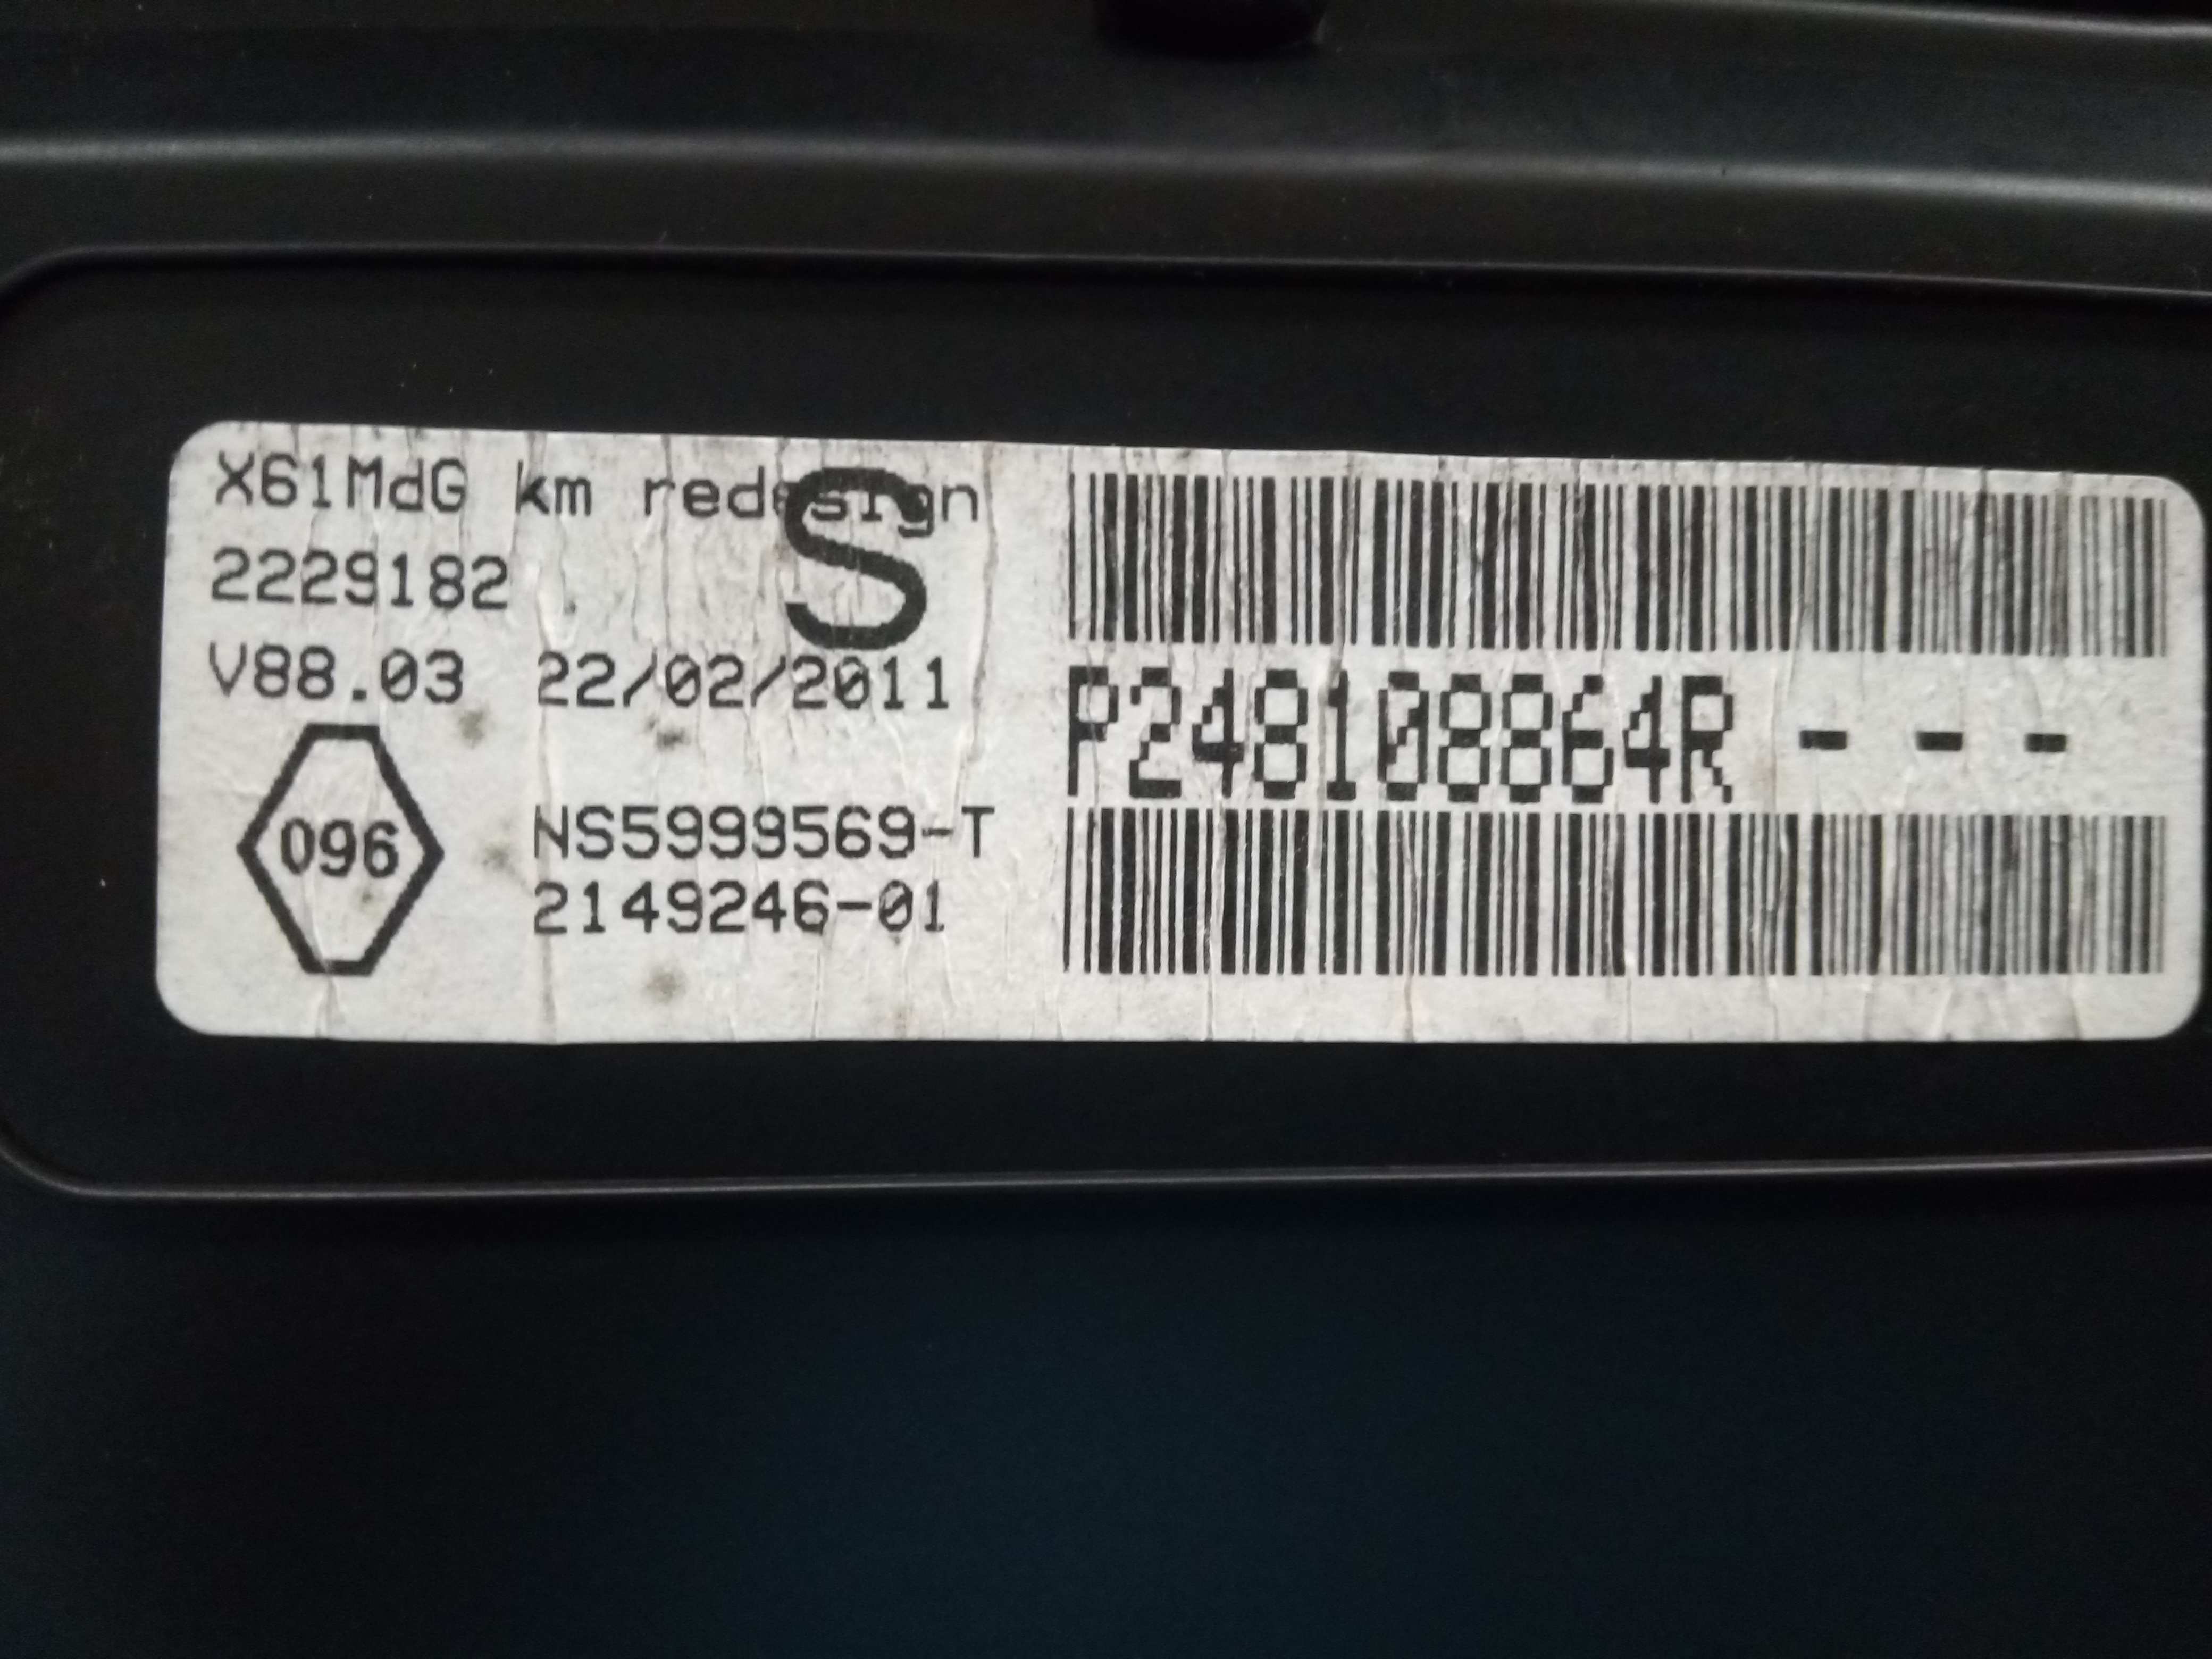 X61MdG km redesign
S
2229182
V88.03 22/02/2011
096
NS5999569-T
2149246-01
P248108864R - - -